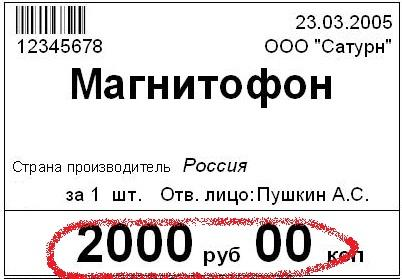 23.03.2005
12345678 ООО "Сатурн"
Магнитофон
Страна производитель Россия
за 1 шт. Отв. лицо: Пушкин А.С.
2000 руб 00 коп